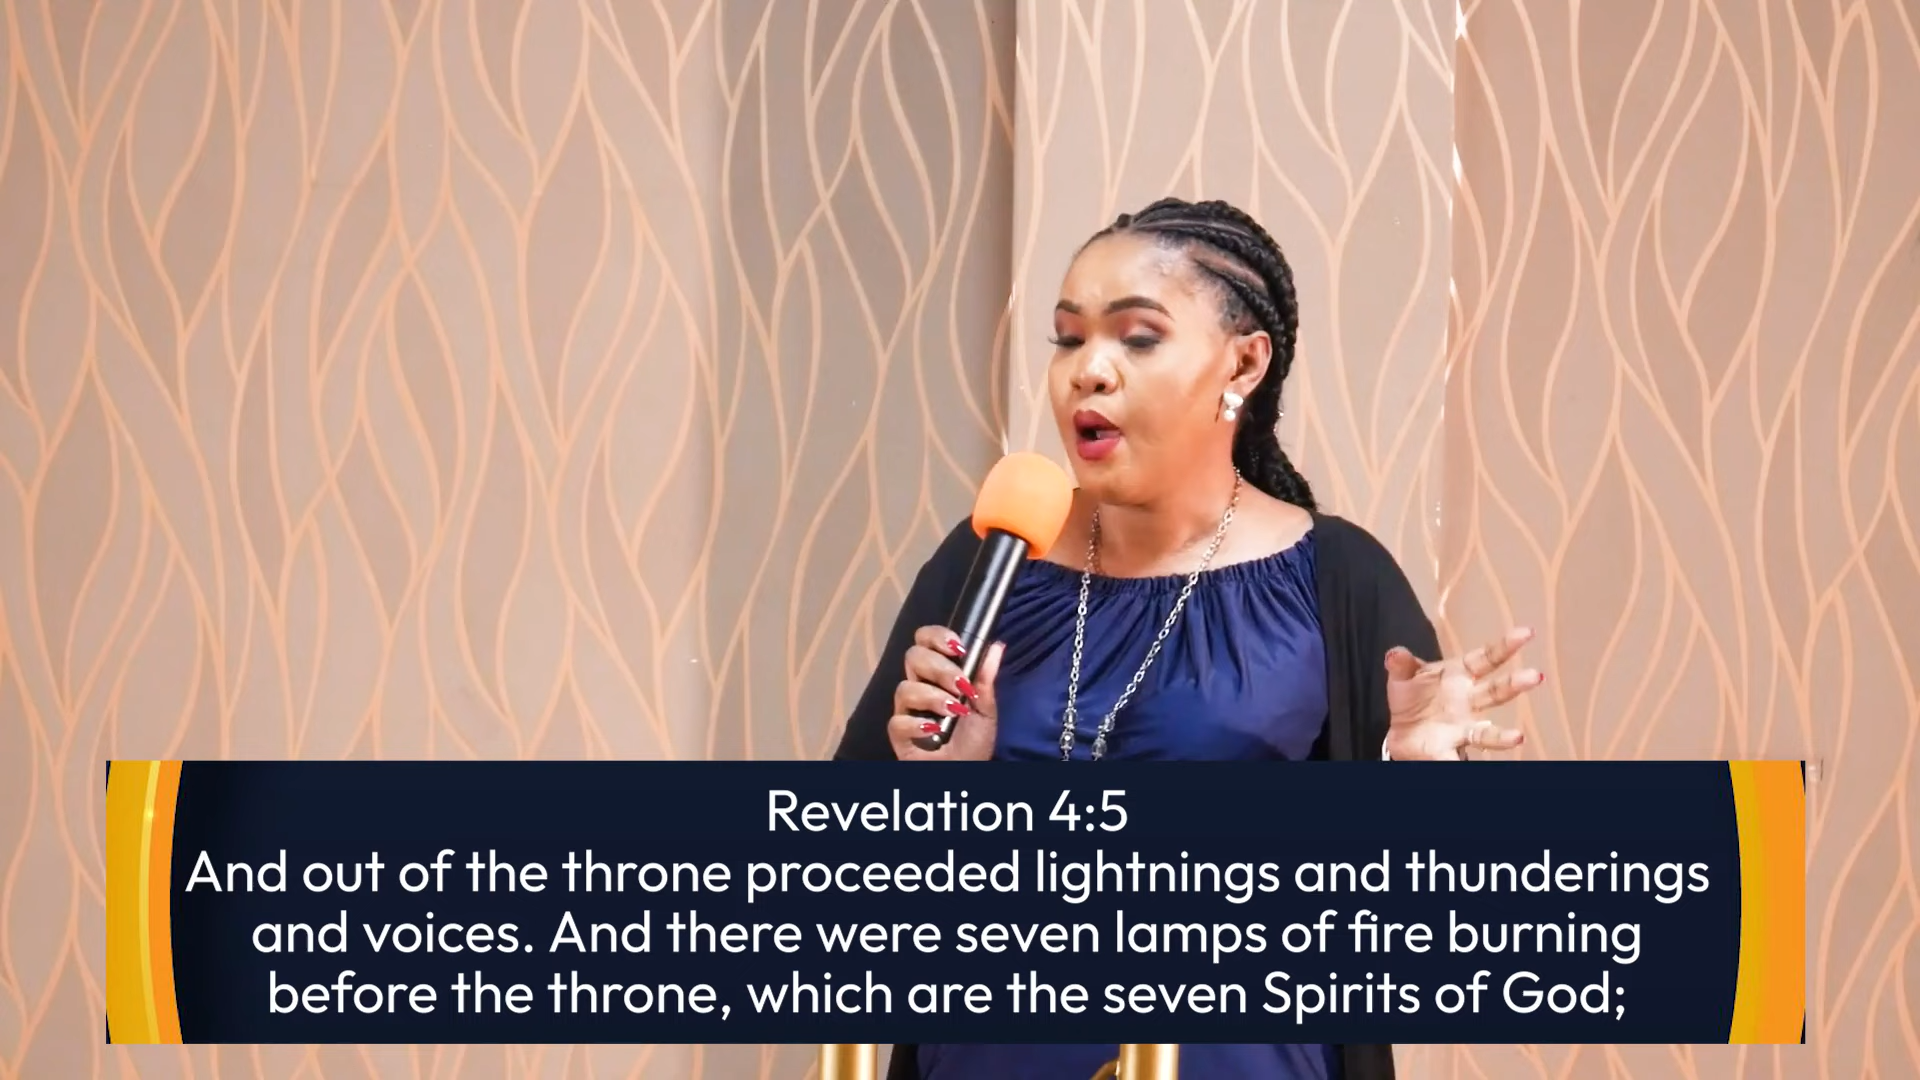 Revelation 4:5
And out of the throne proceeded lightnings and thunderings
and voices. And there were seven lamps of fire burning
before the throne, which are the seven Spirits of God;